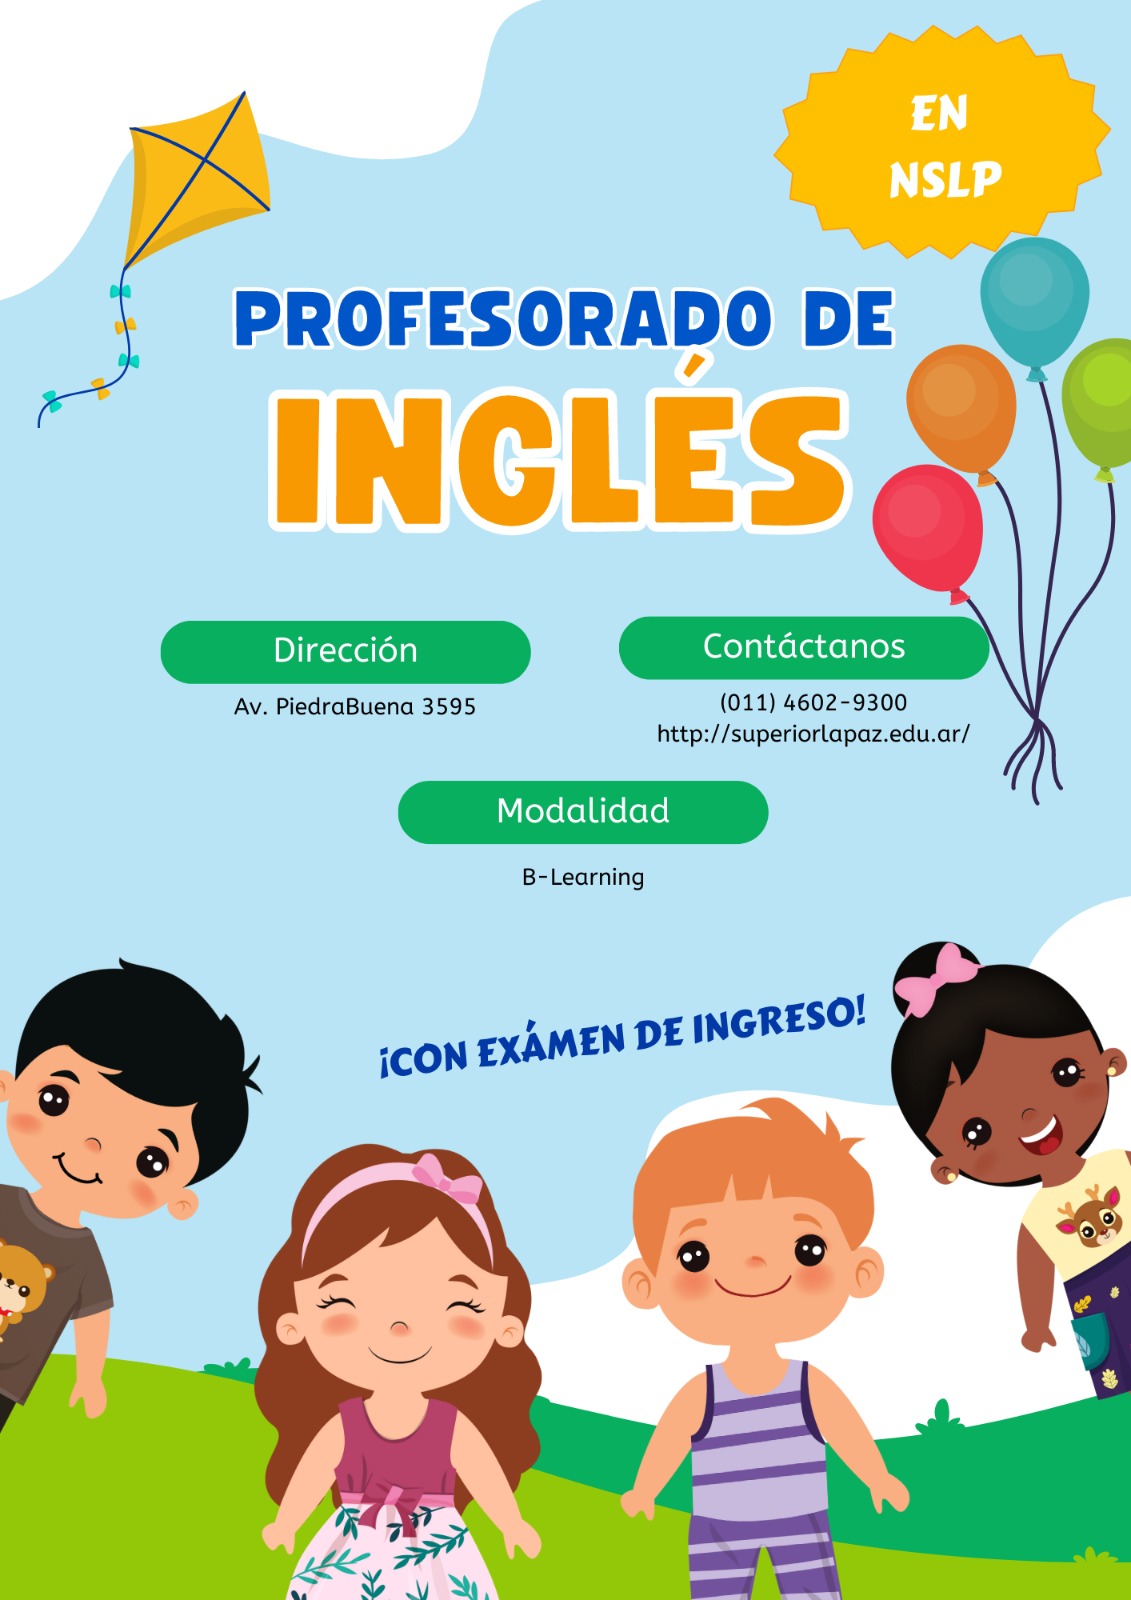 EN
NSLP
PROFESORADO DE
INGLÉS
Dirección
Av. PiedraBuena 3595
Contáctanos
(011) 4602-9300
http://superiorlapaz.edu.ar/
Modalidad
B-Learning
¡CON EXÁMEN DE INGRESO!